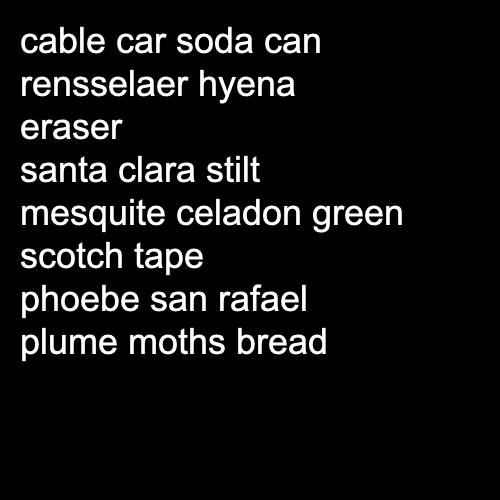 cable car soda can
rensselaer hyena
eraser
santa clara stilt
mesquite celadon green
scotch tape
phoebe san rafael
plume moths bread